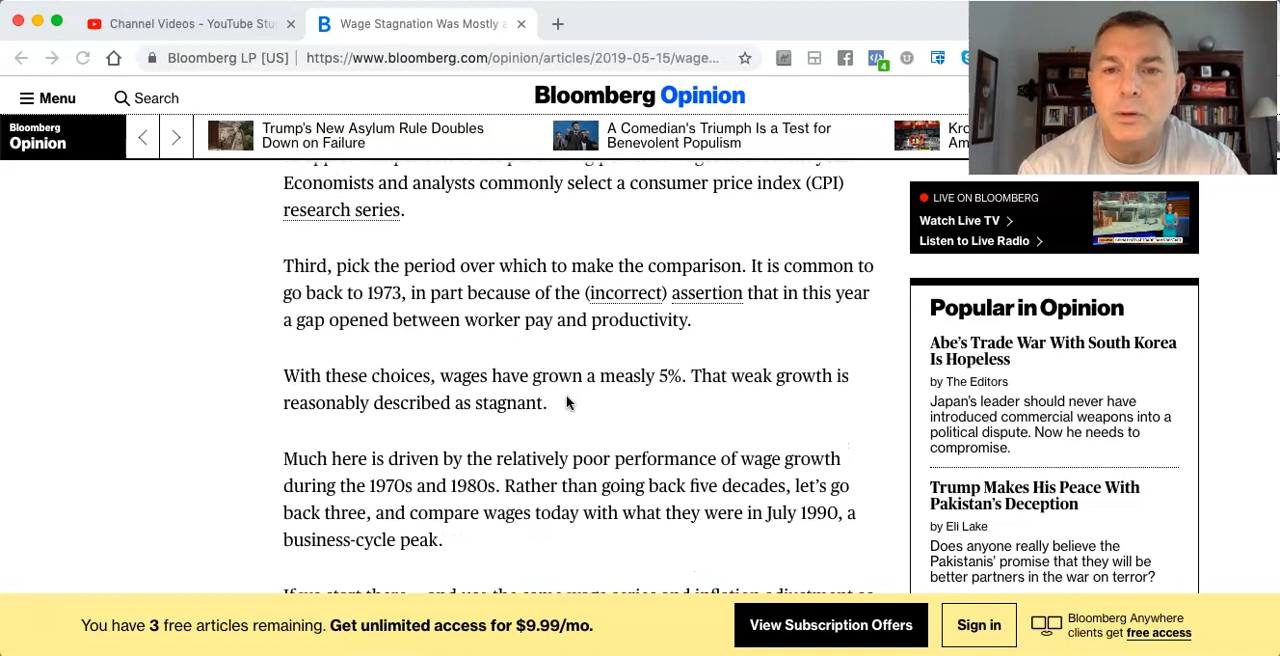 Channel Videos - YouTube Stu
Wage Stagnation Was Mostly a
Bloomberg LP [US]
https://www.bloomberg.com/opinion/articles/2019-05-15/wage...
4
Menu
Search
Bloomberg Opinion
Bloomberg
Opinion
Trump's New Asylum Rule Doubles
Down on Failure
A Comedian's Triumph Is a Test for
Benevolent Populism
Kro
Am
Economists and analysts commonly select a consumer price index (CPI)
research series.
Third, pick the period over which to make the comparison. It is common to
go back to 1973, in part because of the (incorrect) assertion that in this year
a gap opened between worker pay and productivity.
With these choices, wages have grown a measly 5%. That weak growth is
reasonably described as stagnant.
Much here is driven by the relatively poor performance of wage growth
during the 1970s and 1980s. Rather than going back five decades, let's go
back three, and compare wages today with what they were in July 1990, a
business-cycle peak.
LIVE ON BLOOMBERG
Watch Live TV
Listen to Live Radio
Popular in Opinion
Abe's Trade War With South Korea
Is Hopeless
by The Editors
Japan's leader should never have
introduced commercial weapons into a
political dispute. Now he needs to
compromise.
Trump Makes His Peace With
Pakistan's Deception
by Eli Lake
Does anyone really believe the
Pakistanis' promise that they will be
better partners in the war on terror?
You have 3 free articles remaining. Get unlimited access for $9.99/mo.
View Subscription Offers
Sign in
Bloomberg Anywhere
clients get free access